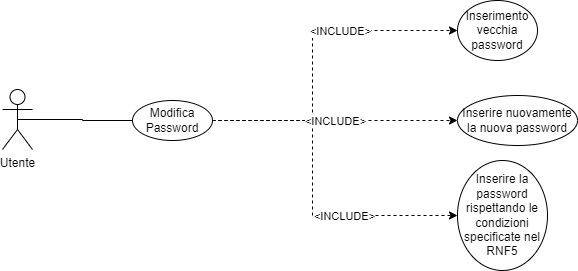 <INCLUDE>
Inserimento
vecchia
password
Utente
Modifica
Password
<INCLUDE>
Inserire nuovamente
la nuova password
<INCLUDE>
Inserire la
password
rispettando le
condizioni
specificate nel
RNF5